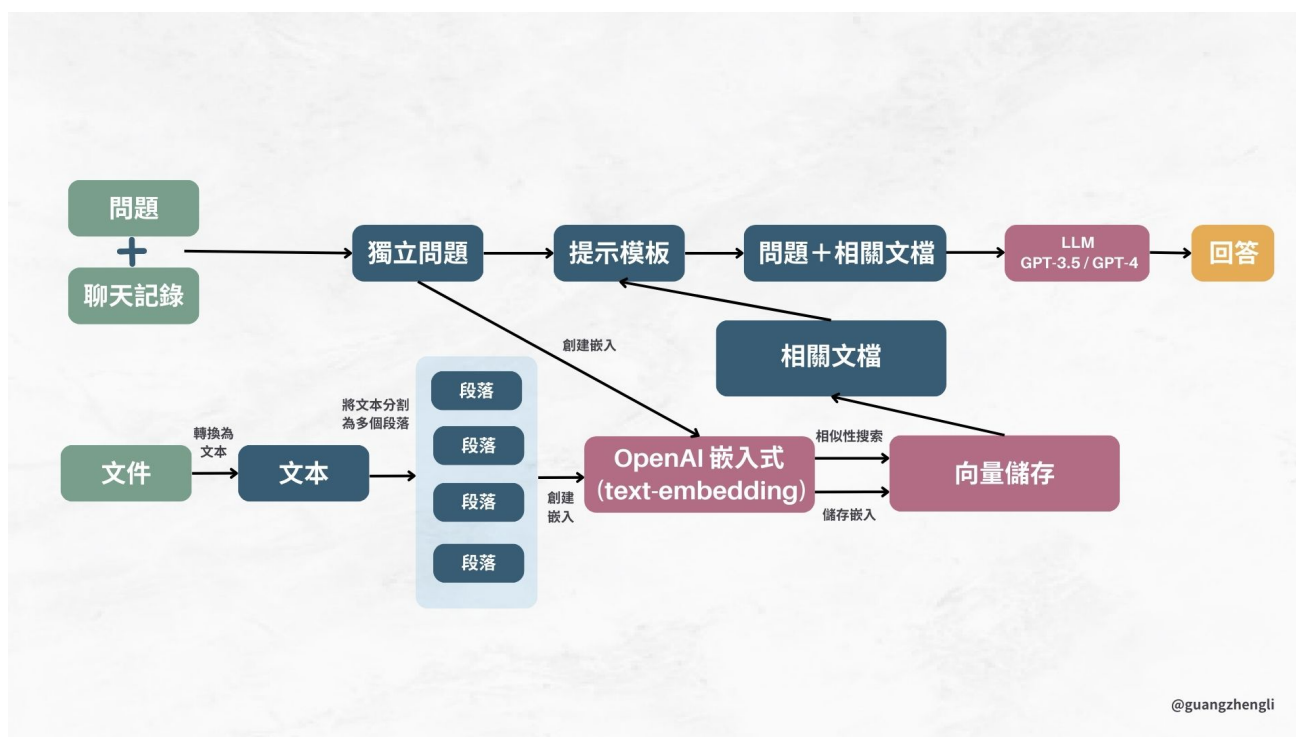 問題
聊天記錄
獨立問題
提示模板
問題＋相關文檔
LLM
GPT-3.5 / GPT-4
回答
創建嵌入
相關文檔
將文本分割
為多個段落
段落
段落
段落
段落
文件
轉換為
文本
文本
創建
嵌入
OpenAI 嵌入式
(text-embedding)
相似性搜索
儲存嵌入
向量儲存
@guangzhengli